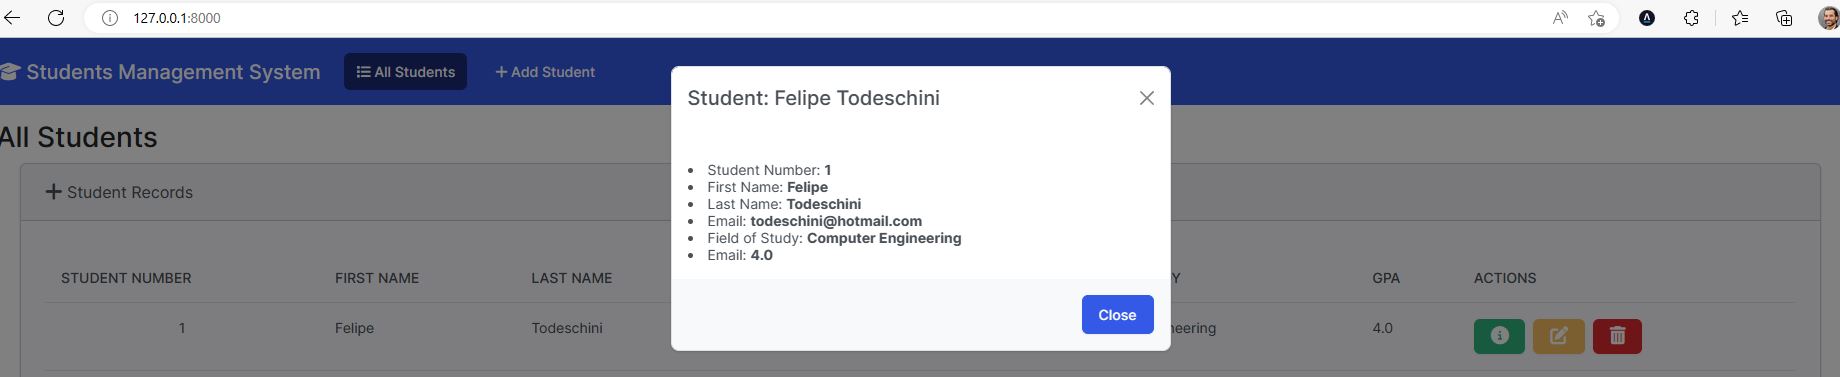 127.0.0.1:8000
Students Management System
All Students
Add Student
Student: Felipe Todeschini
All Students
Student Records
Student Number: 1
First Name: Felipe
Last Name: Todeschini
Email: todeschini@hotmail.com
Field of Study: Computer Engineering
Email: 4.0
STUDENT NUMBER FIRST NAME LAST NAME GPA ACTIONS
1 Felipe Todeschini 4.0
Close